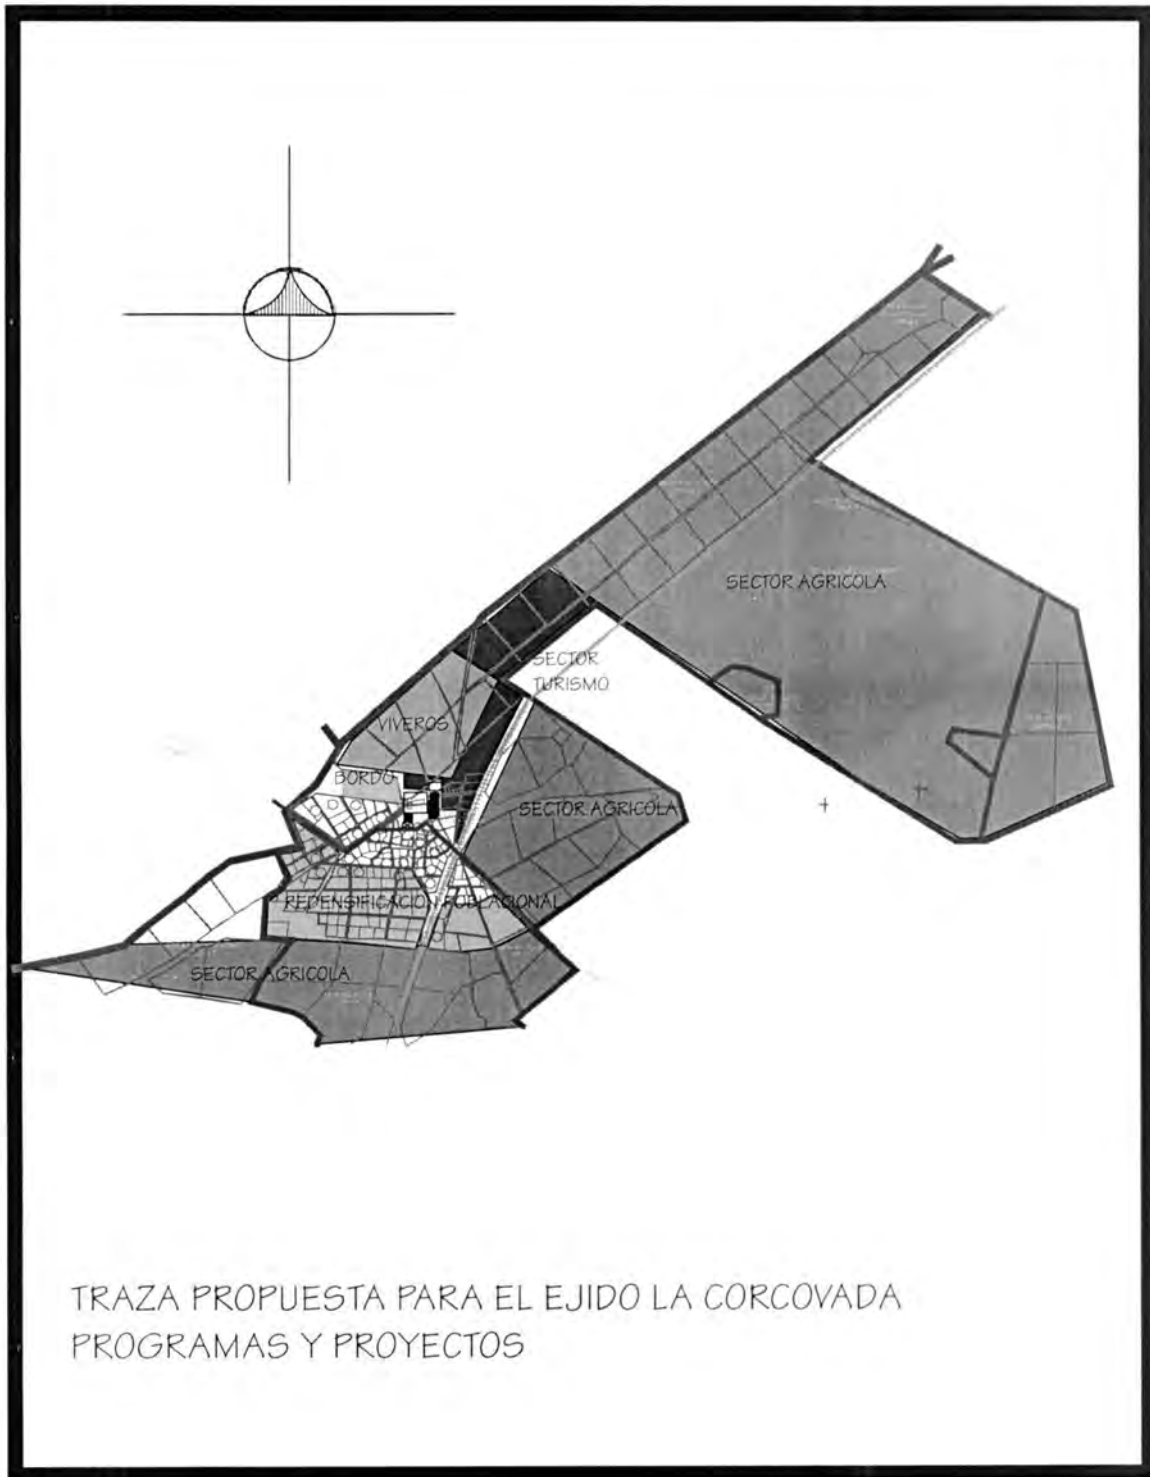 SECTOR AGRICOLA
SECTOR
TURISMO
VIVEROS
BORDO
SECTOR AGRICOLA
REDENSIFICACION POBLACIONAL
SECTOR AGRICOLA
TRAZA PROPUESTA PARA EL EJIDO LA CORCOVADA
PROGRAMAS Y PROYECTOS